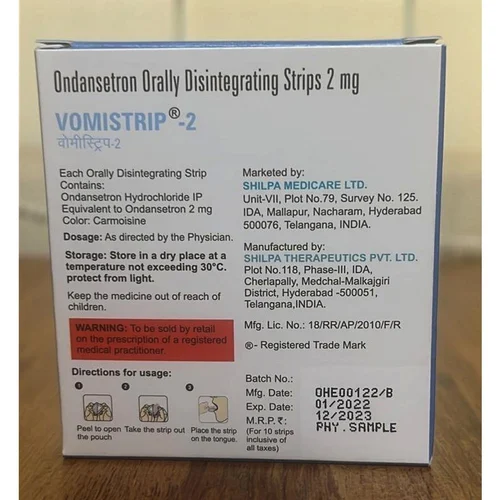 Ondansetron Orally Disintegrating Strips 2 mg
VOMISTRIP®-2
वोमीस्ट्रिप-2
Each Orally Disintegrating Strip
Contains:
Ondansetron Hydrochloride IP
Equivalent to Ondansetron 2 mg
Color: Carmoisine
Dosage: As directed by the Physician.
Storage: Store in a dry place at a
temperature not exceeding 30°C.
protect from light.
Keep the medicine out of reach of
children.
WARNING: To be sold by retail
on the prescription of a registered
medical practitioner.
Directions for usage:
1 2 3
Peel to open
the pouch
Take the strip out
Place the strip
on the tongue.
Marketed by:
SHILPA MEDICARE LTD.
Unit-VII, Plot No.79, Survey No. 125.
IDA, Mallapur, Nacharam, Hyderabad
500076, Telangana, INDIA.
Manufactured by:
SHILPA THERAPEUTICS PVT. LTD.
Plot No.118, Phase-III, IDA,
Cherlapally, Medchal-Malkajgiri
District, Hyderabad -500051,
Telangana, INDIA.
Mfg. Lic. No.: 18/RR/AP/2010/F/R
®- Registered Trade Mark
Batch No.: OHE00122/B
Mfg. Date: 01/2022
Exp. Date: 12/2023
M.R.P. ₹: PHY.SAMPLE
(For 10 strips
inclusive of
all taxes)